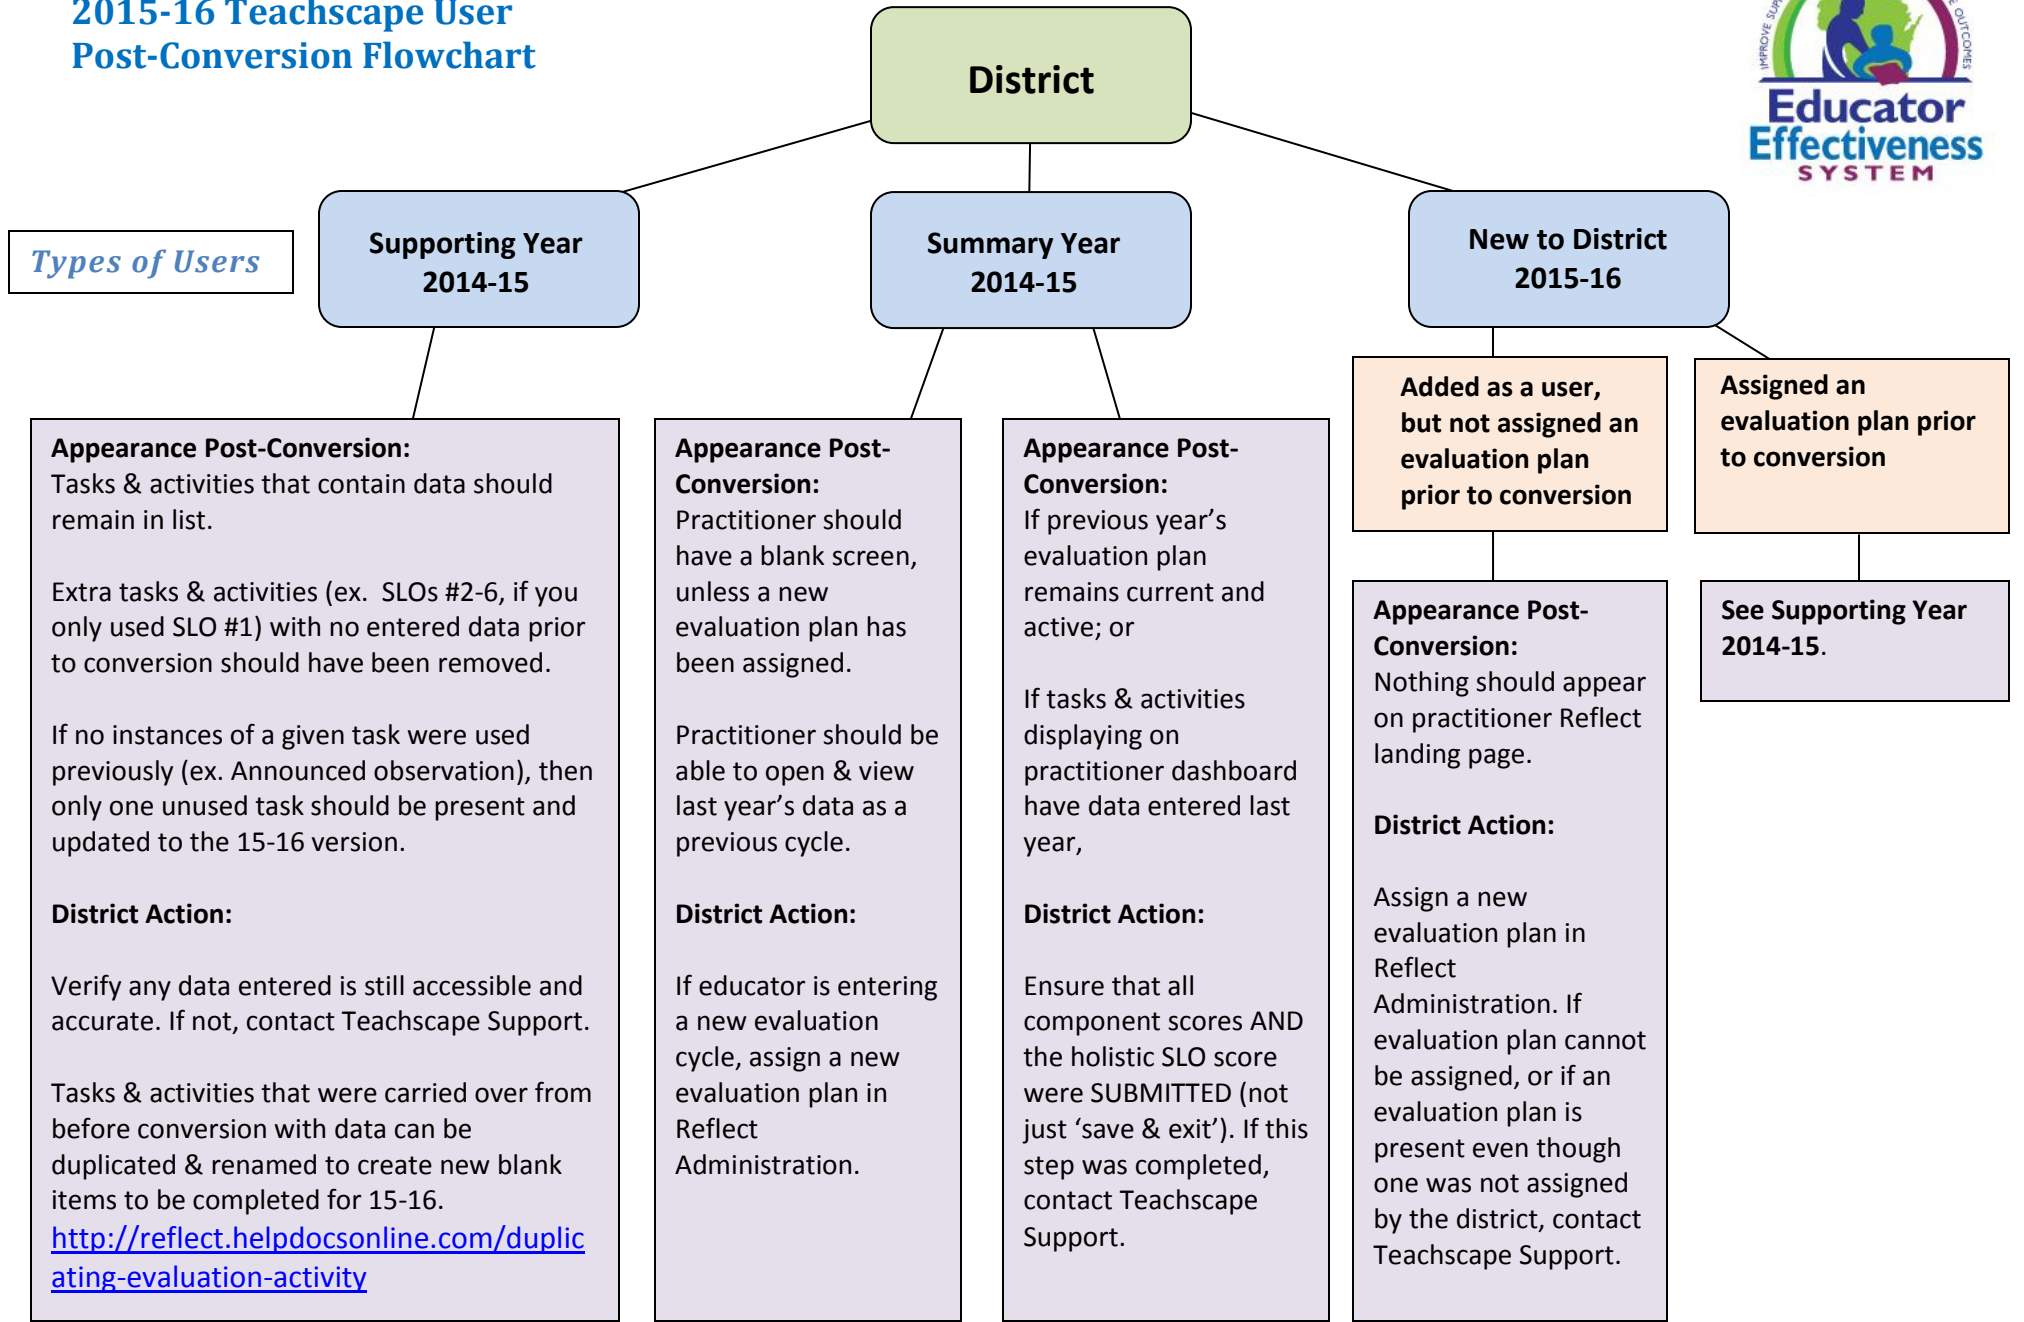 2015-16 Teachscape User
Post-Conversion Flowchart
District
Educator
Effectiveness
SYSTEM
Types of Users
Supporting Year
2014-15
Summary Year
2014-15
New to District
2015-16
Added as a user,
but not assigned an
evaluation plan
prior to conversion
Assigned an
evaluation plan prior
to conversion
Appearance Post-Conversion:
Tasks & activities that contain data should
remain in list.
Extra tasks & activities (ex.  SLOs #2-6, if you
only used SLO #1) with no entered data prior
to conversion should have been removed.
If no instances of a given task were used
previously (ex. Announced observation), then
only one unused task should be present and
updated to the 15-16 version.
District Action:
Verify any data entered is still accessible and
accurate. If not, contact Teachscape Support.
Tasks & activities that were carried over from
before conversion with data can be
duplicated & renamed to create new blank
items to be completed for 15-16.
http://reflect.helpdocsonline.com/duplic
ating-evaluation-activity
Appearance Post-
Conversion:
Practitioner should
have a blank screen,
unless a new
evaluation plan has
been assigned.
Practitioner should be
able to open & view
last year’s data as a
previous cycle.
District Action:
If educator is entering
a new evaluation
cycle, assign a new
evaluation plan in
Reflect
Administration.
Appearance Post-
Conversion:
If previous year’s
evaluation plan
remains current and
active; or
If tasks & activities
displaying on
practitioner dashboard
have data entered last
year,
District Action:
Ensure that all
component scores AND
the holistic SLO score
were SUBMITTED (not
just ‘save & exit’). If this
step was completed,
contact Teachscape
Support.
Appearance Post-
Conversion:
Nothing should appear
on practitioner Reflect
landing page.
District Action:
Assign a new
evaluation plan in
Reflect
Administration. If
evaluation plan cannot
be assigned, or if an
evaluation plan is
present even though
one was not assigned
by the district, contact
Teachscape Support.
See Supporting Year
2014-15.
IMPROVE
OUTCOMES